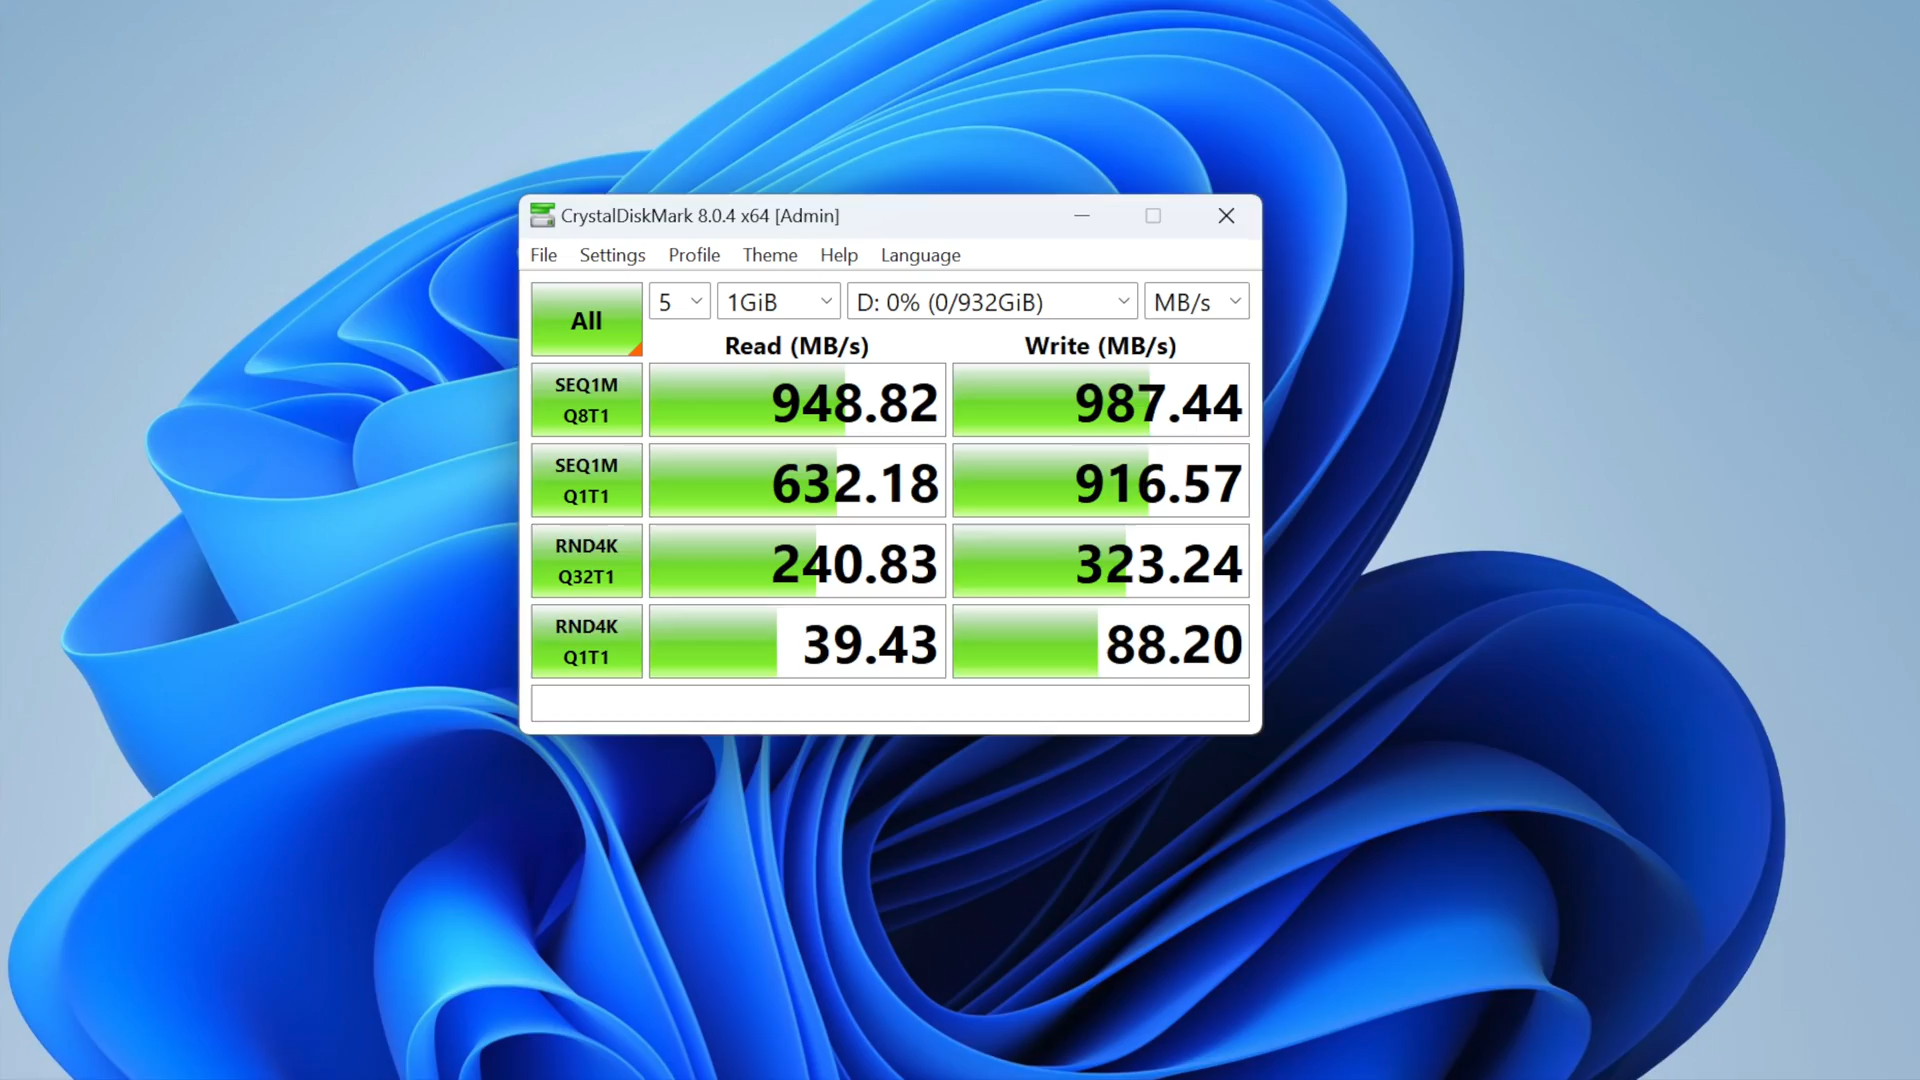 CrystalDiskMark 8.0.4 x64 [Admin]
File Settings Profile Theme Help Language
All 5 1GiB D: 0% (0/932GiB) MB/s
Read (MB/s) Write (MB/s)
SEQ1M
Q8T1
948.82 987.44
SEQ1M
Q1T1
632.18 916.57
RND4K
Q32T1
240.83 323.24
RND4K
Q1T1
39.43 88.20